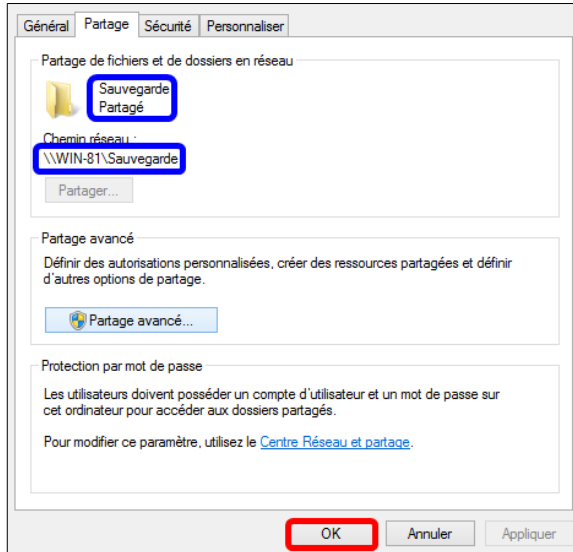 Général Partage Sécurité Personnaliser
Partage de fichiers et de dossiers en réseau
Sauvegarde
Partagé
Chemin réseau :
\\WIN-81\Sauvegarde
Partager...
Partage avancé
Définir des autorisations personnalisées, créer des ressources partagées et définir
d'autres options de partage.
Partage avancé...
Protection par mot de passe
Les utilisateurs doivent posséder un compte d'utilisateur et un mot de passe sur
cet ordinateur pour accéder aux dossiers partagés.
Pour modifier ce paramètre, utilisez le Centre Réseau et partage.
OK Annuler Appliquer